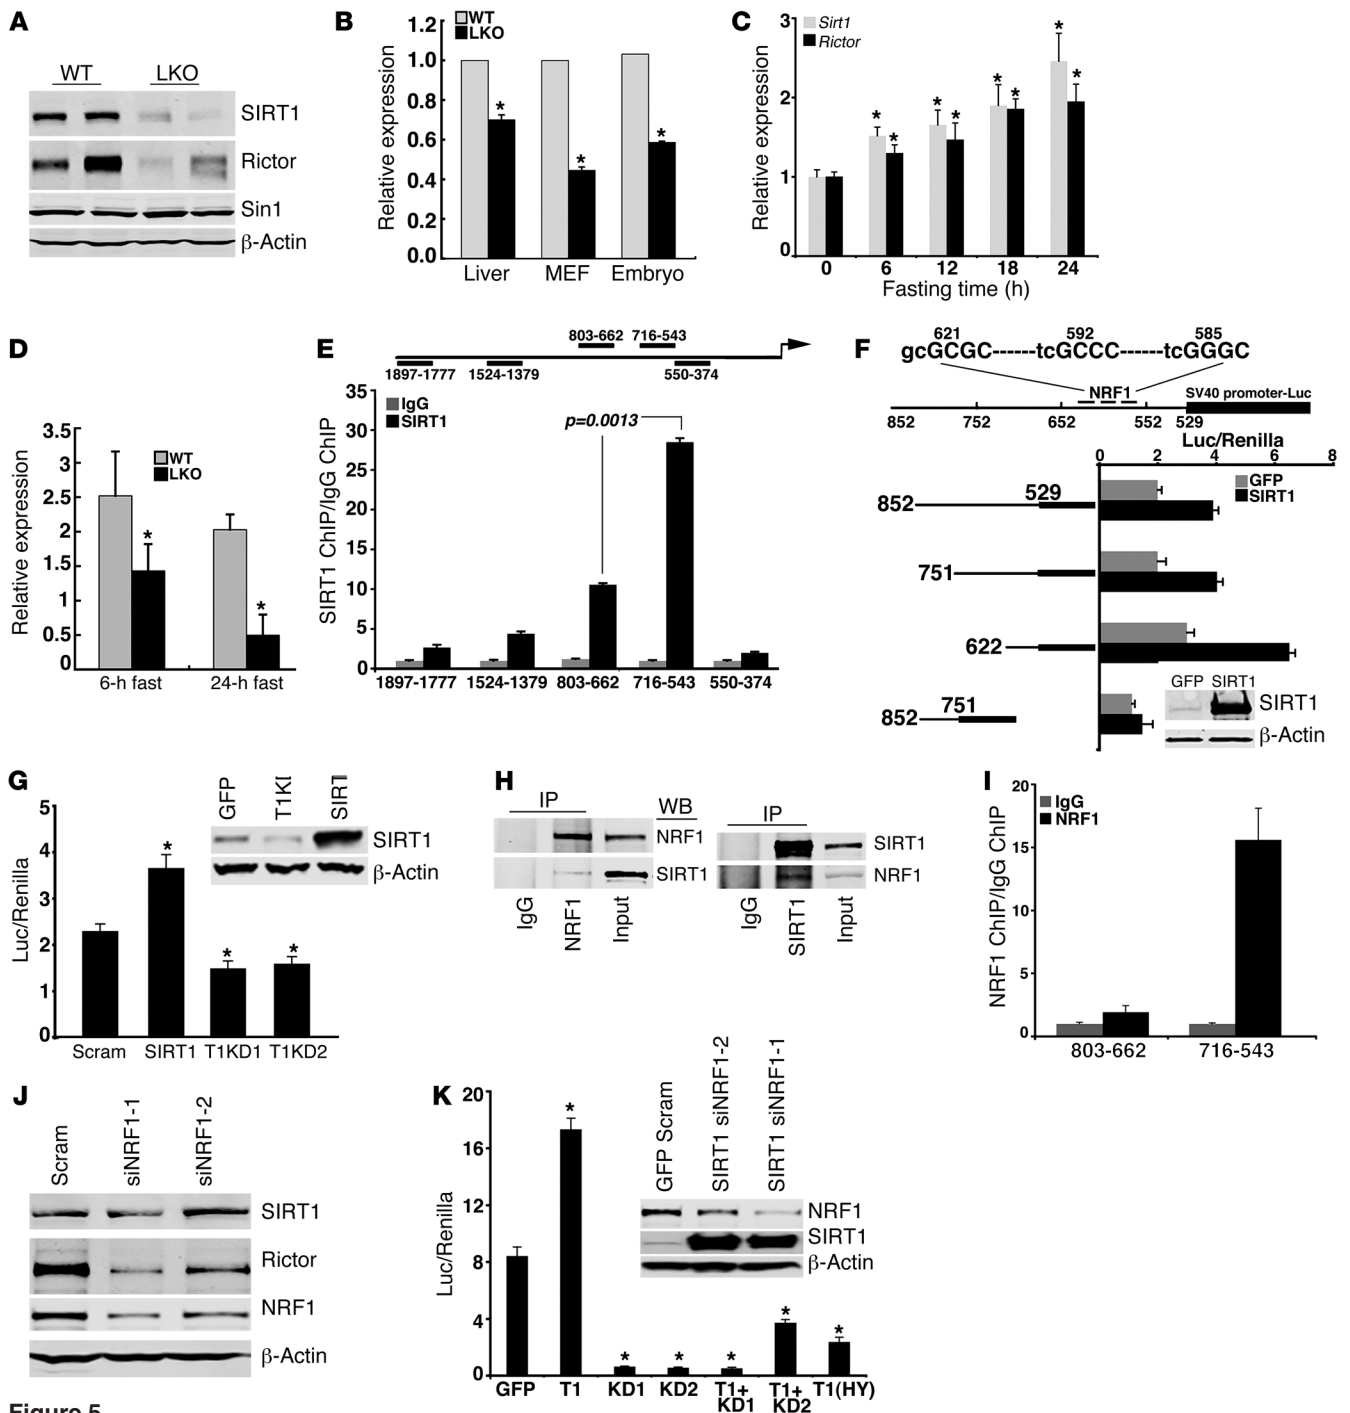 A
WT LKO
SIRT1
Rictor
Sin1
β-Actin
B
WT
LKO
Relative expression
1.2
1.0
0.8
0.6
0.4
0.2
0.0
*
*
*
Liver MEF Embryo
C
Sirt1
Rictor
Relative expression
3
2
1
0
* * * * * * * *
0 6 12 18 24
Fasting time (h)
D
WT
LKO
Relative expression
3.5
3
2.5
2
1.5
1
0.5
0
*
*
6-h fast 24-h fast
E
803-662 716-543
1897-1777 1524-1379 550-374
IgG
SIRT1
p=0.0013
SIRT1 ChIP/IgG ChIP
35
30
25
20
15
10
5
0
1897-1777 1524-1379 803-662 716-543 550-374
F
621 592 585
gcGCGC------tcGCCC------tcGGGC
NRF1
SV40 promoter-Luc
852 752 652 552 529
Luc/Renilla
0 2 4 6 8
GFP
SIRT1
852 529
751
622
852 751
GFP SIRT1
SIRT1
β-Actin
G
GFP
T1KD
SIRT
SIRT1
β-Actin
Luc/Renilla
5
4
3
2
1
0
*
*
*
Scram SIRT1 T1KD1 T1KD2
H
IP WB
NRF1
SIRT1
IgG
NRF1
Input
IP
SIRT1
NRF1
IgG
SIRT1
Input
I
IgG
NRF1
NRF1 ChIP/IgG ChIP
20
15
10
5
0
803-662 716-543
J
Scram
siNRF1-1
siNRF1-2
SIRT1
Rictor
NRF1
β-Actin
K
GFP Scram
SIRT1 siNRF1-2
SIRT1 siNRF1-1
NRF1
SIRT1
β-Actin
Luc/Renilla
20
16
12
8
4
0
*
* * * * *
GFP T1 KD1 KD2 T1+ T1+ T1(HY)
KD1 KD2
Figure 5